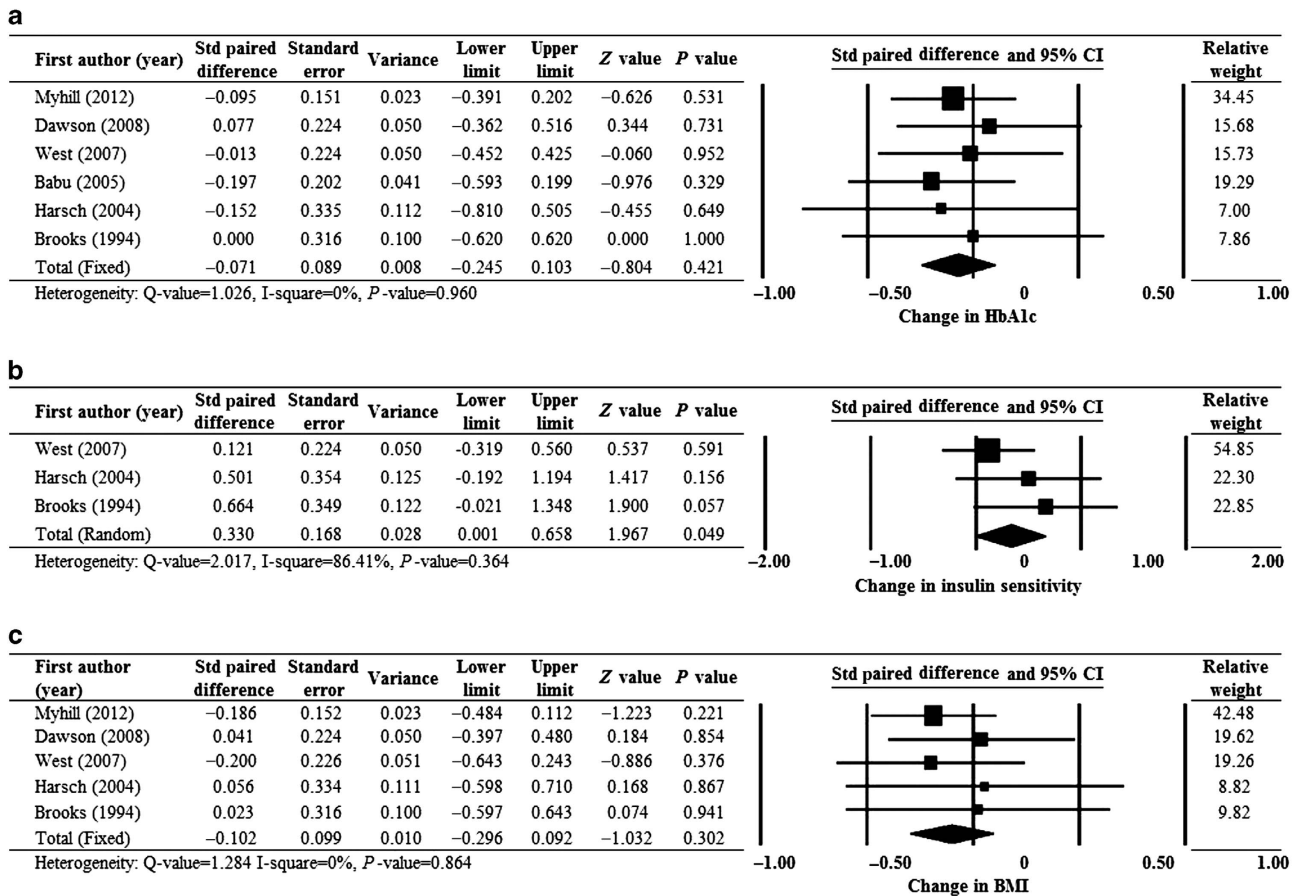 a
First author (year) Std paired difference Standard error Variance Lower limit Upper limit Z value P value Std paired difference and 95% CI Relative weight
Myhill (2012) −0.095 0.151 0.023 −0.391 0.202 −0.626 0.531 34.45
Dawson (2008) 0.077 0.224 0.050 −0.362 0.516 0.344 0.731 15.68
West (2007) −0.013 0.224 0.050 −0.452 0.425 −0.060 0.952 15.73
Babu (2005) −0.197 0.202 0.041 −0.593 0.199 −0.976 0.329 19.29
Harsch (2004) −0.152 0.335 0.112 −0.810 0.505 −0.455 0.649 7.00
Brooks (1994) 0.000 0.316 0.100 −0.620 0.620 0.000 1.000 7.86
Total (Fixed) −0.071 0.089 0.008 −0.245 0.103 −0.804 0.421
Heterogeneity: Q-value=1.026, I-square=0%, P-value=0.960
−1.00 −0.50 0 0.50 1.00
Change in HbA1c
b
First author (year) Std paired difference Standard error Variance Lower limit Upper limit Z value P value Std paired difference and 95% CI Relative weight
West (2007) 0.121 0.224 0.050 -0.319 0.560 0.537 0.591 54.85
Harsch (2004) 0.501 0.354 0.125 -0.192 1.194 1.417 0.156 22.30
Brooks (1994) 0.664 0.349 0.122 -0.021 1.348 1.900 0.057 22.85
Total (Random) 0.330 0.168 0.028 0.001 0.658 1.967 0.049
Heterogeneity: Q-value=2.017, I-square=86.41%, P-value=0.364
−2.00 −1.00 0 1.00 2.00
Change in insulin sensitivity
c
First author (year) Std paired difference Standard error Variance Lower limit Upper limit Z value P value Std paired difference and 95% CI Relative weight
Myhill (2012) −0.186 0.152 0.023 −0.484 0.112 −1.223 0.221 42.48
Dawson (2008) 0.041 0.224 0.050 −0.397 0.480 0.184 0.854 19.62
West (2007) −0.200 0.226 0.051 −0.643 0.243 −0.886 0.376 19.26
Harsch (2004) 0.056 0.334 0.111 −0.598 0.710 0.168 0.867 8.82
Brooks (1994) 0.023 0.316 0.100 −0.597 0.643 0.074 0.941 9.82
Total (Fixed) −0.102 0.099 0.010 −0.296 0.092 −1.032 0.302
Heterogeneity: Q-value=1.284 I-square=0%, P-value=0.864
−1.00 −0.50 0 0.50 1.00
Change in BMI